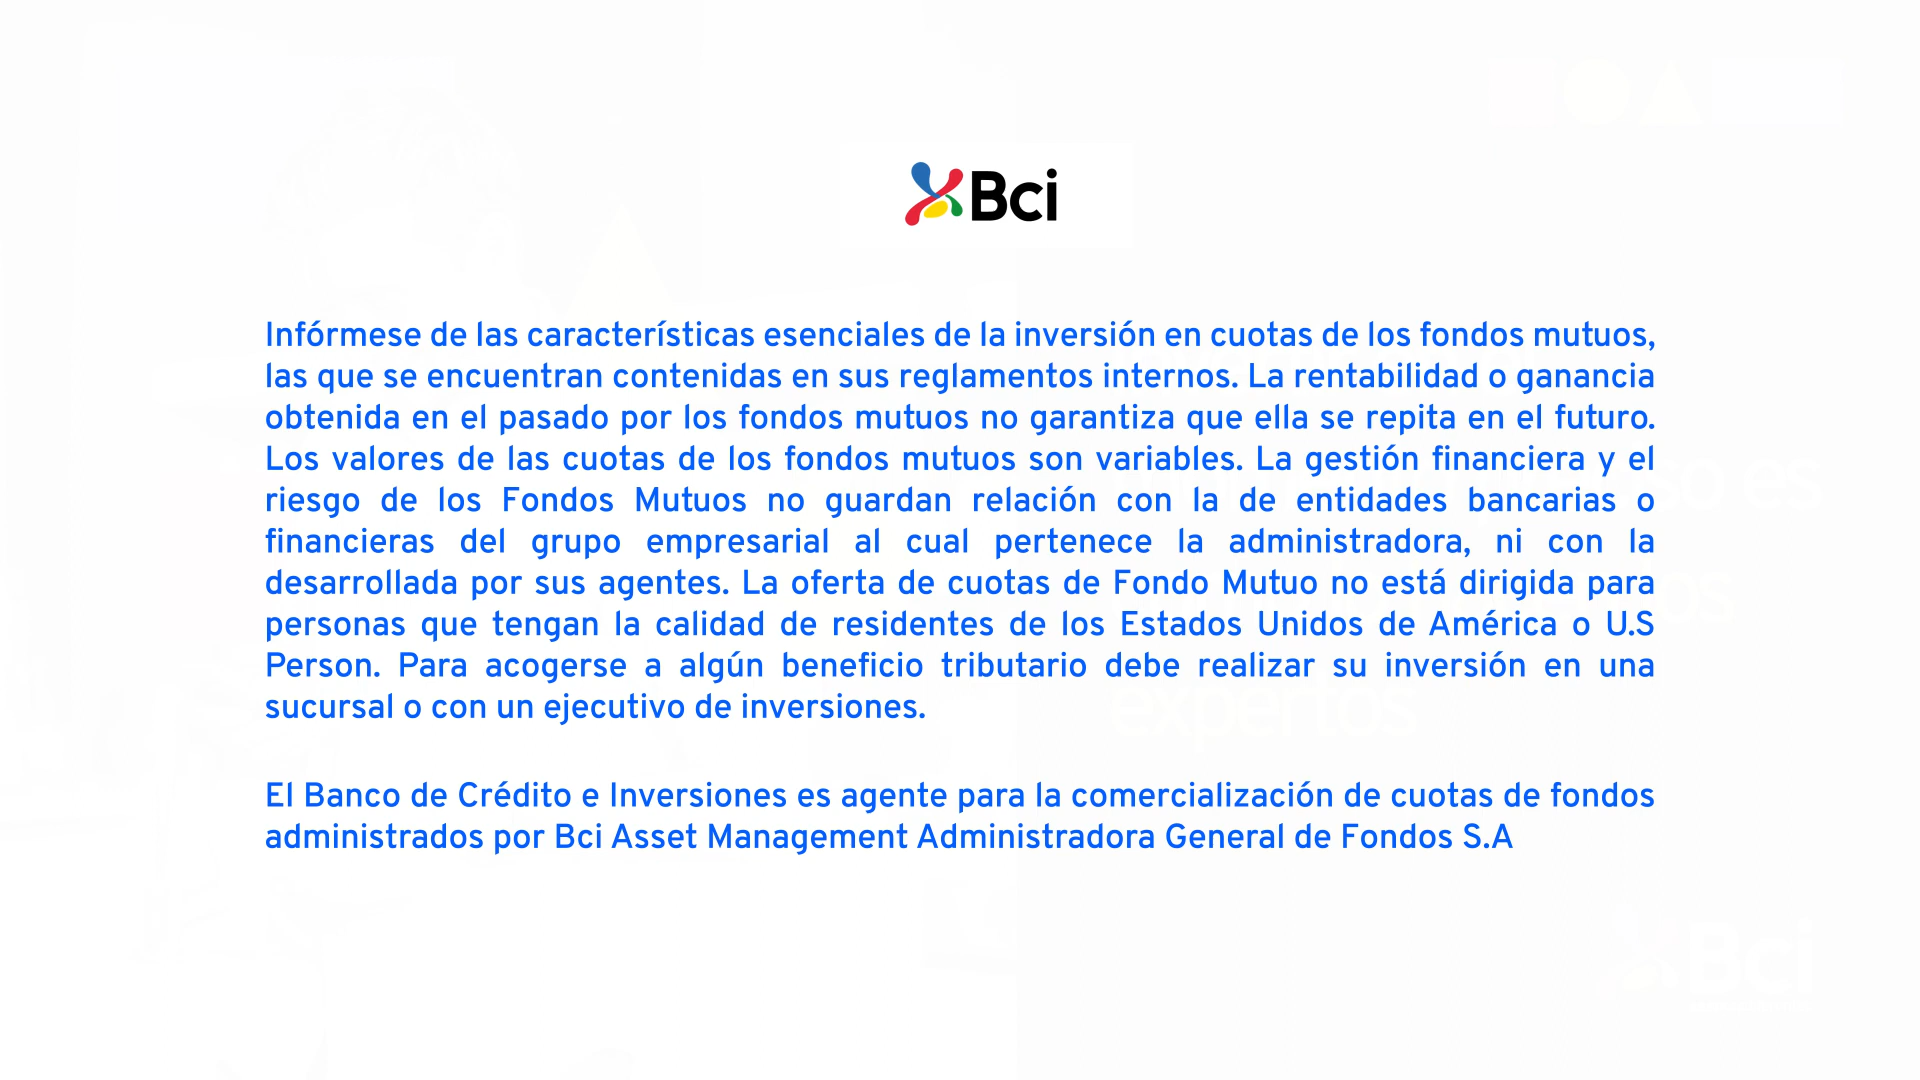 Bci
Infórmese de las características esenciales de la inversión en cuotas de los fondos mutuos,
las que se encuentran contenidas en sus reglamentos internos. La rentabilidad o ganancia
obtenida en el pasado por los fondos mutuos no garantiza que ella se repita en el futuro.
Los valores de las cuotas de los fondos mutuos son variables. La gestión financiera y el
riesgo de los Fondos Mutuos no guardan relación con la de entidades bancarias o
financieras del grupo empresarial al cual pertenece la administradora, ni con la
desarrollada por sus agentes. La oferta de cuotas de Fondo Mutuo no está dirigida para
personas que tengan la calidad de residentes de los Estados Unidos de América o U.S
Person. Para acogerse a algún beneficio tributario debe realizar su inversión en una
sucursal o con un ejecutivo de inversiones.
expertos
El Banco de Crédito e Inversiones es agente para la comercialización de cuotas de fondos
administrados por Bci Asset Management Administradora General de Fondos S.A
Bci